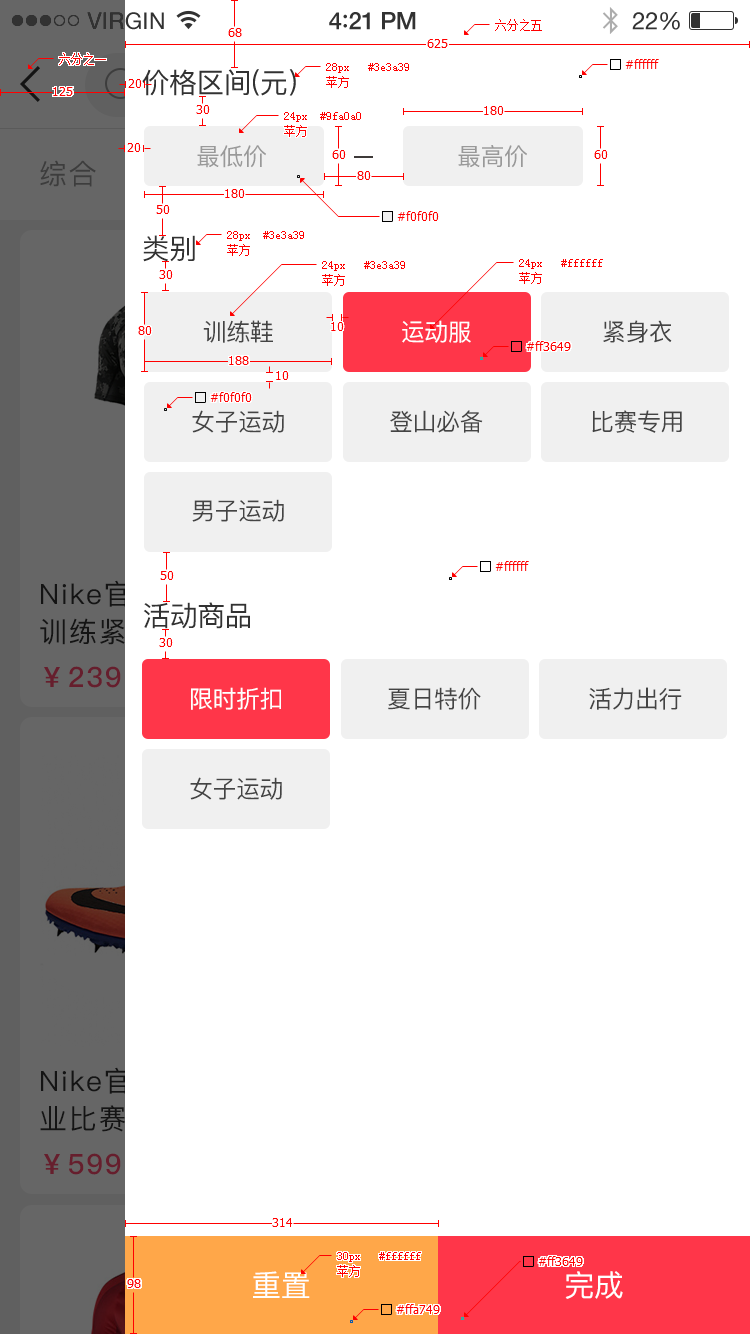 VIRGIN
4:21 PM
22%
68
六分之五
625
六分之一
125
#ffffff
20
价格区间(元)
28px #3e3a39
苹方
30
24px #9fa0a0
苹方
180
20
最低价
60
80
最高价
60
综合
180
#f0f0f0
50
类别
28px #3e3a39
苹方
30
24px #3e3a39
苹方
24px #ffffff
苹方
80
训练鞋
10
运动服
紧身衣
#ff3649
188
10
#f0f0f0
女子运动
登山必备
比赛专用
男子运动
50
#ffffff
Nike官
训练紧
¥ 239
活动商品
30
限时折扣
夏日特价
活力出行
女子运动
Nike官
业比赛
¥ 599
314
98
重置
30px #ffffff
苹方
#ffa749
完成
#ff3649